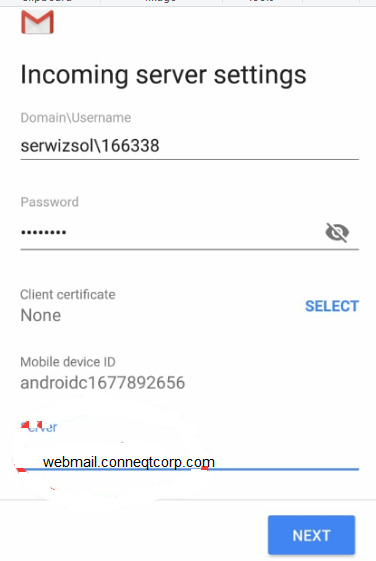 Incoming server settings
Domain\Username
serwizsol\166338
Password
••••••••
Client certificate
None
SELECT
Mobile device ID
androidc1677892656
webmail.conneqtcorp.com
NEXT